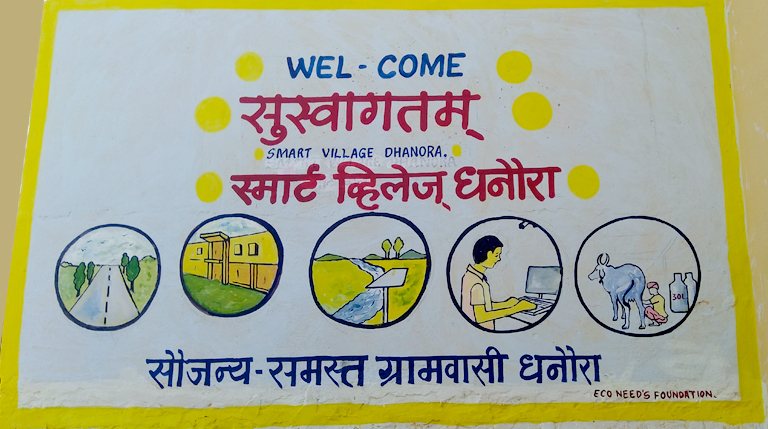 WEL - COME
सुस्वागतम्
SMART VILLAGE DHANORA.
स्मार्ट व्हिलेज् धनौरा
30L
सौजन्य - समस्त ग्रामवासी धनौरा
ECO NEED'S FOUNDATION.